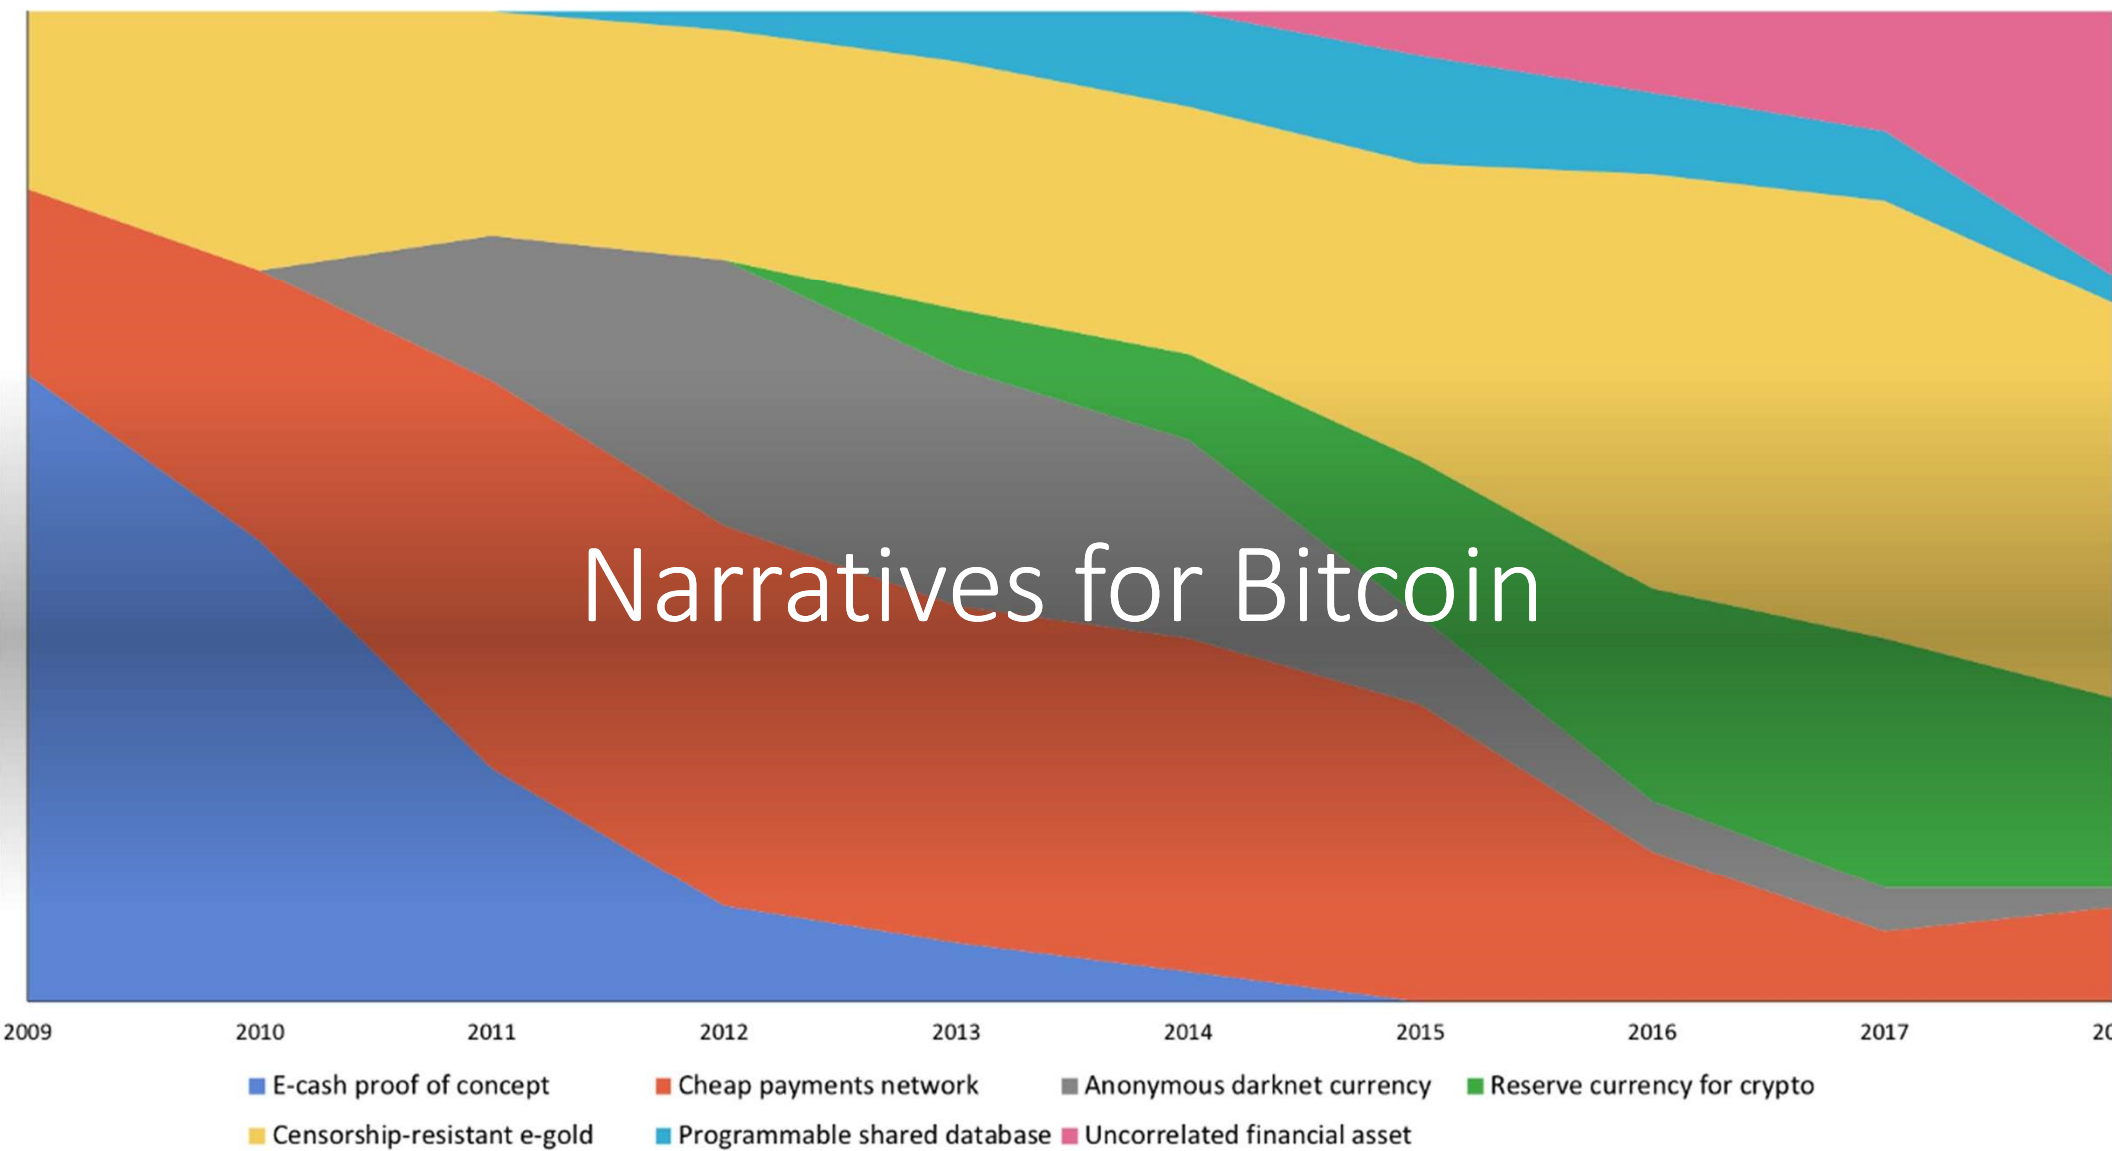 Narratives for Bitcoin
2009 2010 2011 2012 2013 2014 2015 2016 2017
E-cash proof of concept Cheap payments network Anonymous darknet currency Reserve currency for crypto
Censorship-resistant e-gold Programmable shared database Uncorrelated financial asset